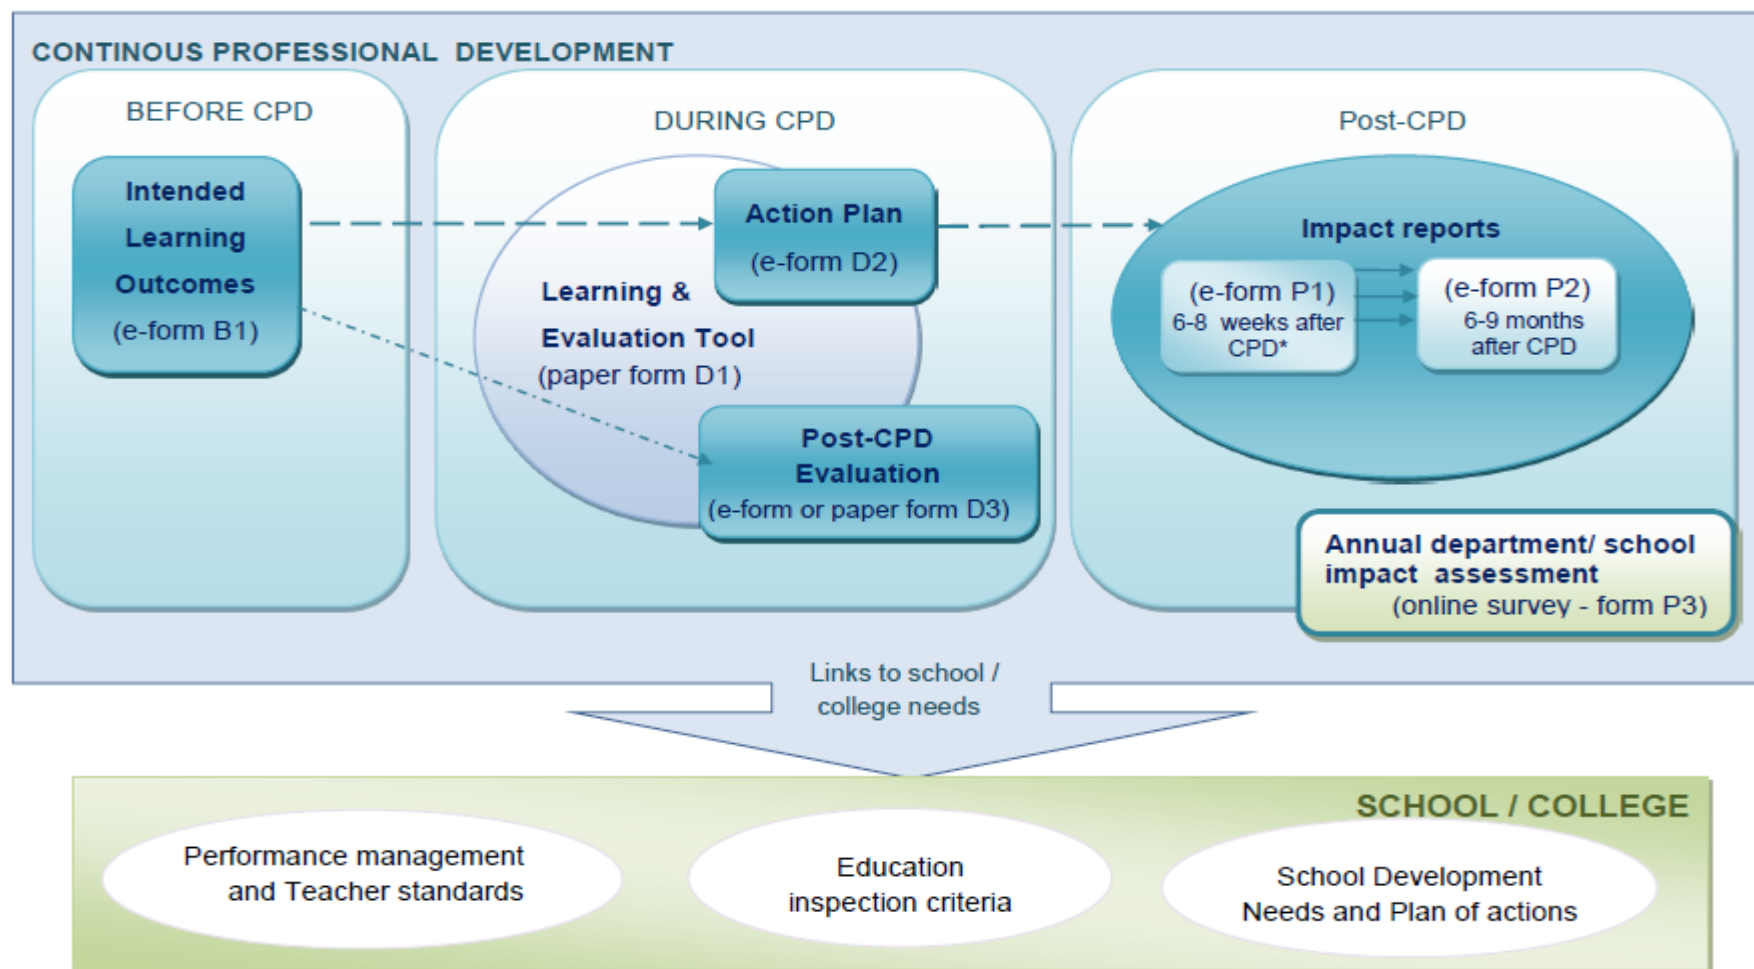 CONTINOUS PROFESSIONAL DEVELOPMENT
BEFORE CPD
Intended
Learning
Outcomes
(e-form B1)
DURING CPD
Action Plan
(e-form D2)
Learning &
Evaluation Tool
(paper form D1)
Post-CPD
Evaluation
(e-form or paper form D3)
Post-CPD
Impact reports
(e-form P1)
6-8 weeks after
CPD*
(e-form P2)
6-9 months
after CPD
Annual department/ school
impact assessment
(online survey - form P3)
Links to school /
college needs
SCHOOL / COLLEGE
Performance management
and Teacher standards
Education
inspection criteria
School Development
Needs and Plan of actions